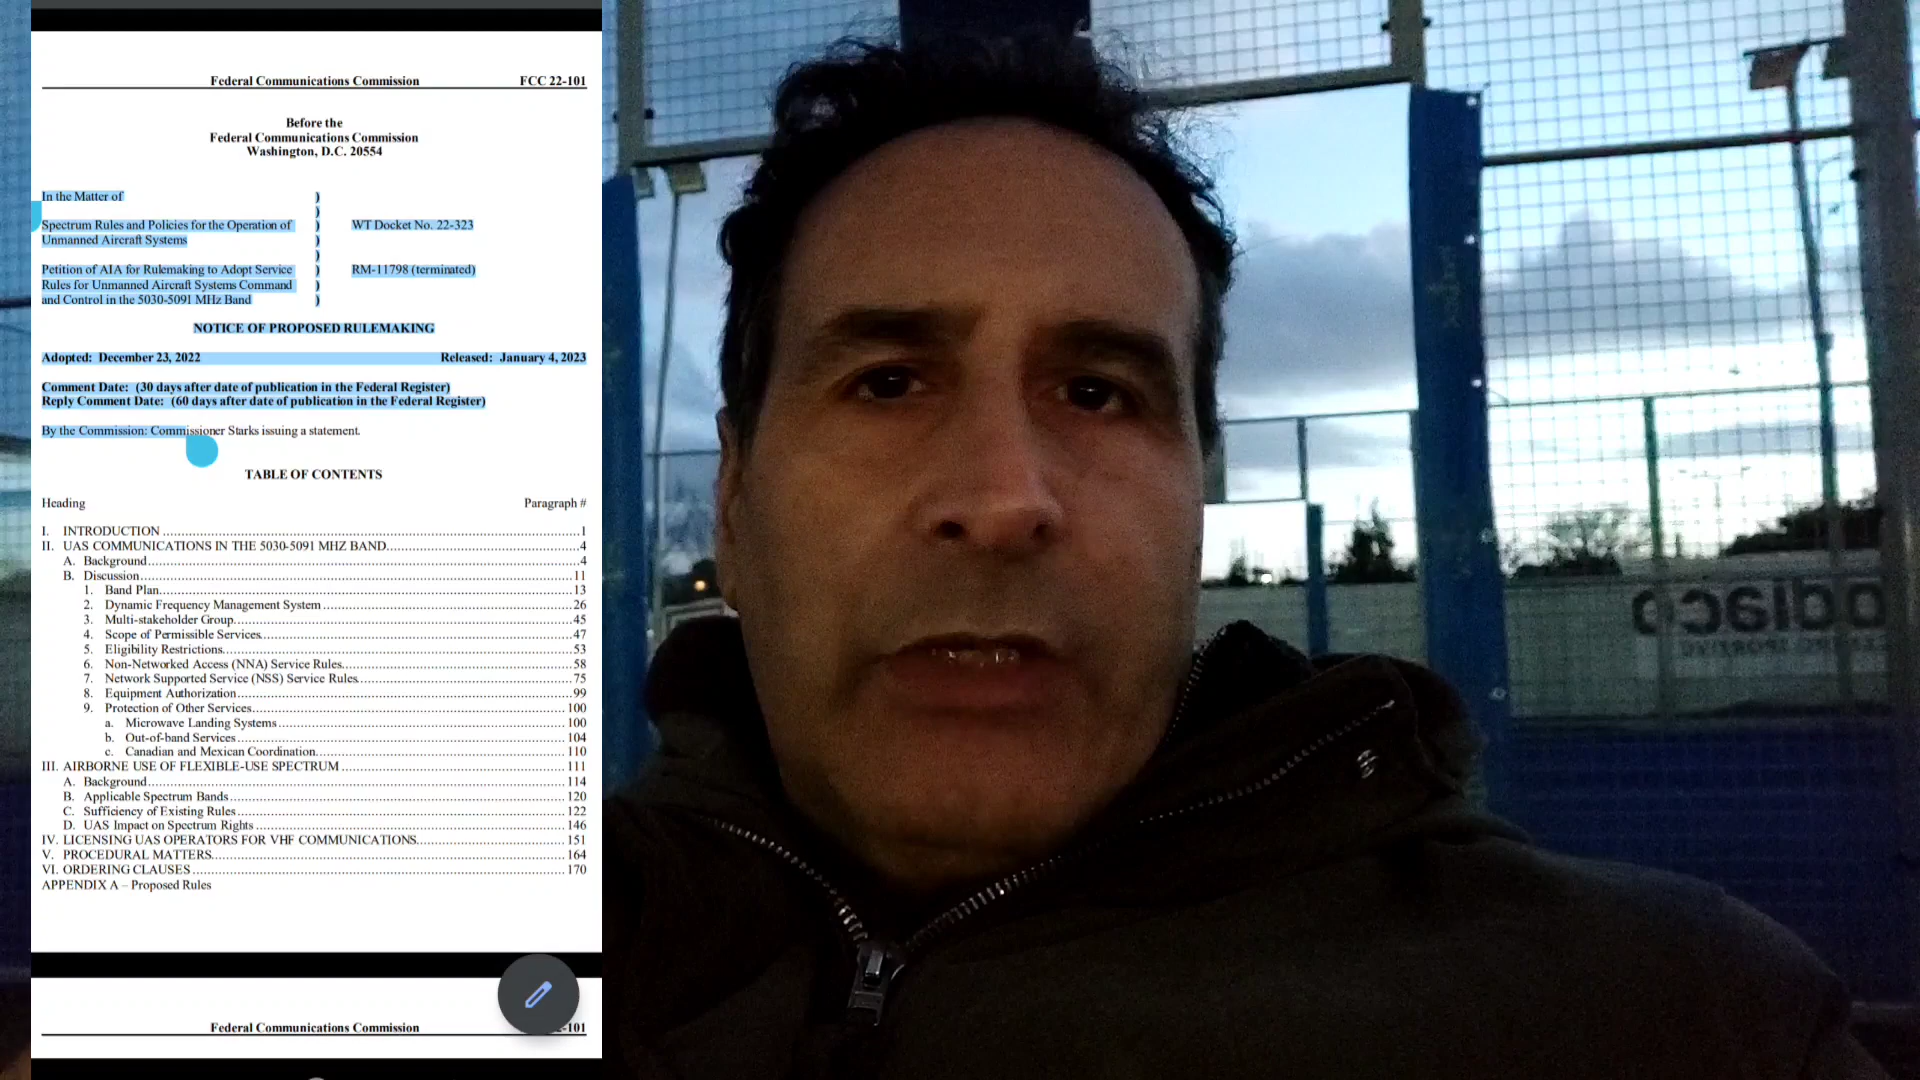 Federal Communications Commission FCC 22-101
Before the
Federal Communications Commission
Washington, D.C. 20554
In the Matter of )
)
Spectrum Rules and Policies for the Operation of ) WT Docket No. 22-323
Unmanned Aircraft Systems )
)
Petition of AIA for Rulemaking to Adopt Service ) RM-11798 (terminated)
Rules for Unmanned Aircraft Systems Command )
and Control in the 5030-5091 MHz Band )
NOTICE OF PROPOSED RULEMAKING
Adopted: December 23, 2022 Released: January 4, 2023
Comment Date: (30 days after date of publication in the Federal Register)
Reply Comment Date: (60 days after date of publication in the Federal Register)
By the Commission: Commissioner Starks issuing a statement.
TABLE OF CONTENTS
Heading Paragraph #
I. INTRODUCTION ... 1
II. UAS COMMUNICATIONS IN THE 5030-5091 MHZ BAND ... 4
A. Background ... 4
B. Discussion ... 11
1. Band Plan ... 13
2. Dynamic Frequency Management System ... 26
3. Multi-stakeholder Group ... 45
4. Scope of Permissible Services ... 47
5. Eligibility Restrictions ... 53
6. Non-Networked Access (NNA) Service Rules ... 58
7. Network Supported Service (NSS) Service Rules ... 75
8. Equipment Authorization ... 99
9. Protection of Other Services ... 100
a. Microwave Landing Systems ... 100
b. Out-of-band Services ... 104
c. Canadian and Mexican Coordination ... 110
III. AIRBORNE USE OF FLEXIBLE-USE SPECTRUM ... 111
A. Background ... 114
B. Applicable Spectrum Bands ... 120
C. Sufficiency of Existing Rules ... 122
D. UAS Impact on Spectrum Rights ... 146
IV. LICENSING UAS OPERATORS FOR VHF COMMUNICATIONS ... 151
V. PROCEDURAL MATTERS ... 164
VI. ORDERING CLAUSES ... 170
APPENDIX A – Proposed Rules
Federal Communications Commission -101
odiaco